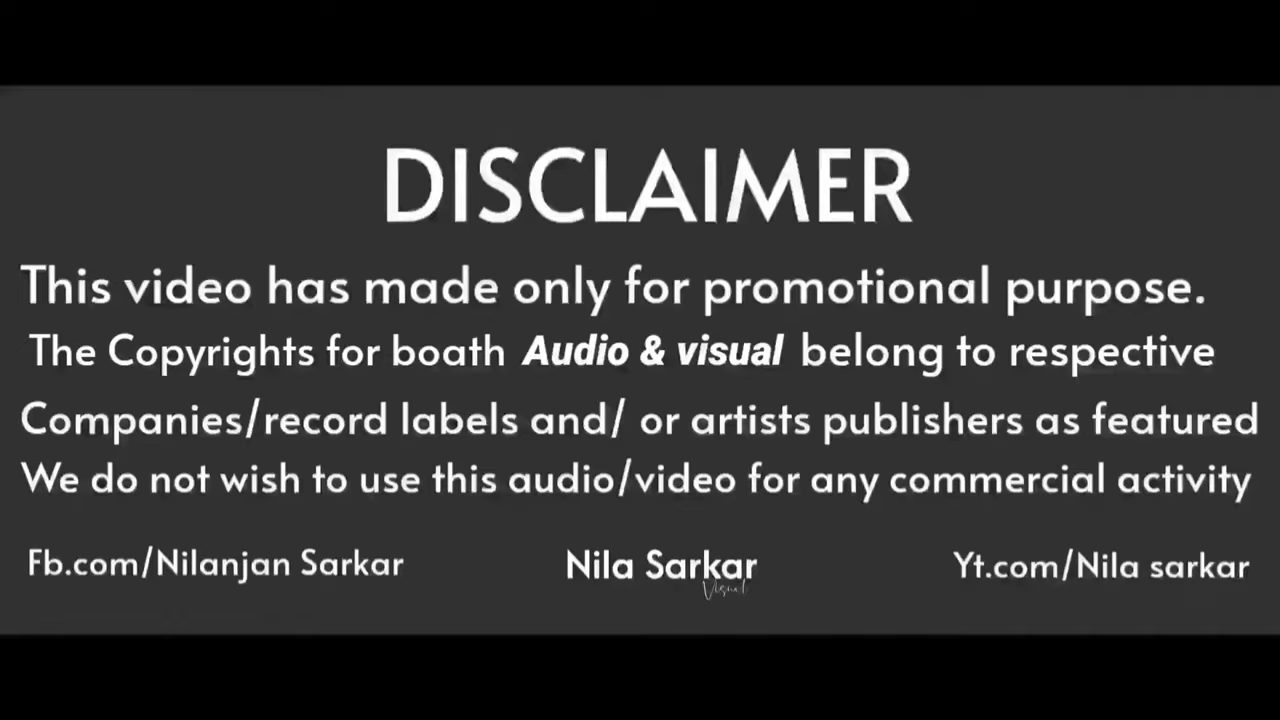 DISCLAIMER
This video has made only for promotional purpose.
The Copyrights for boath Audio & visual belong to respective
Companies/record labels and/ or artists publishers as featured
We do not wish to use this audio/video for any commercial activity
Fb.com/Nilanjan Sarkar
Nila Sarkar
Visual
Yt.com/Nila sarkar